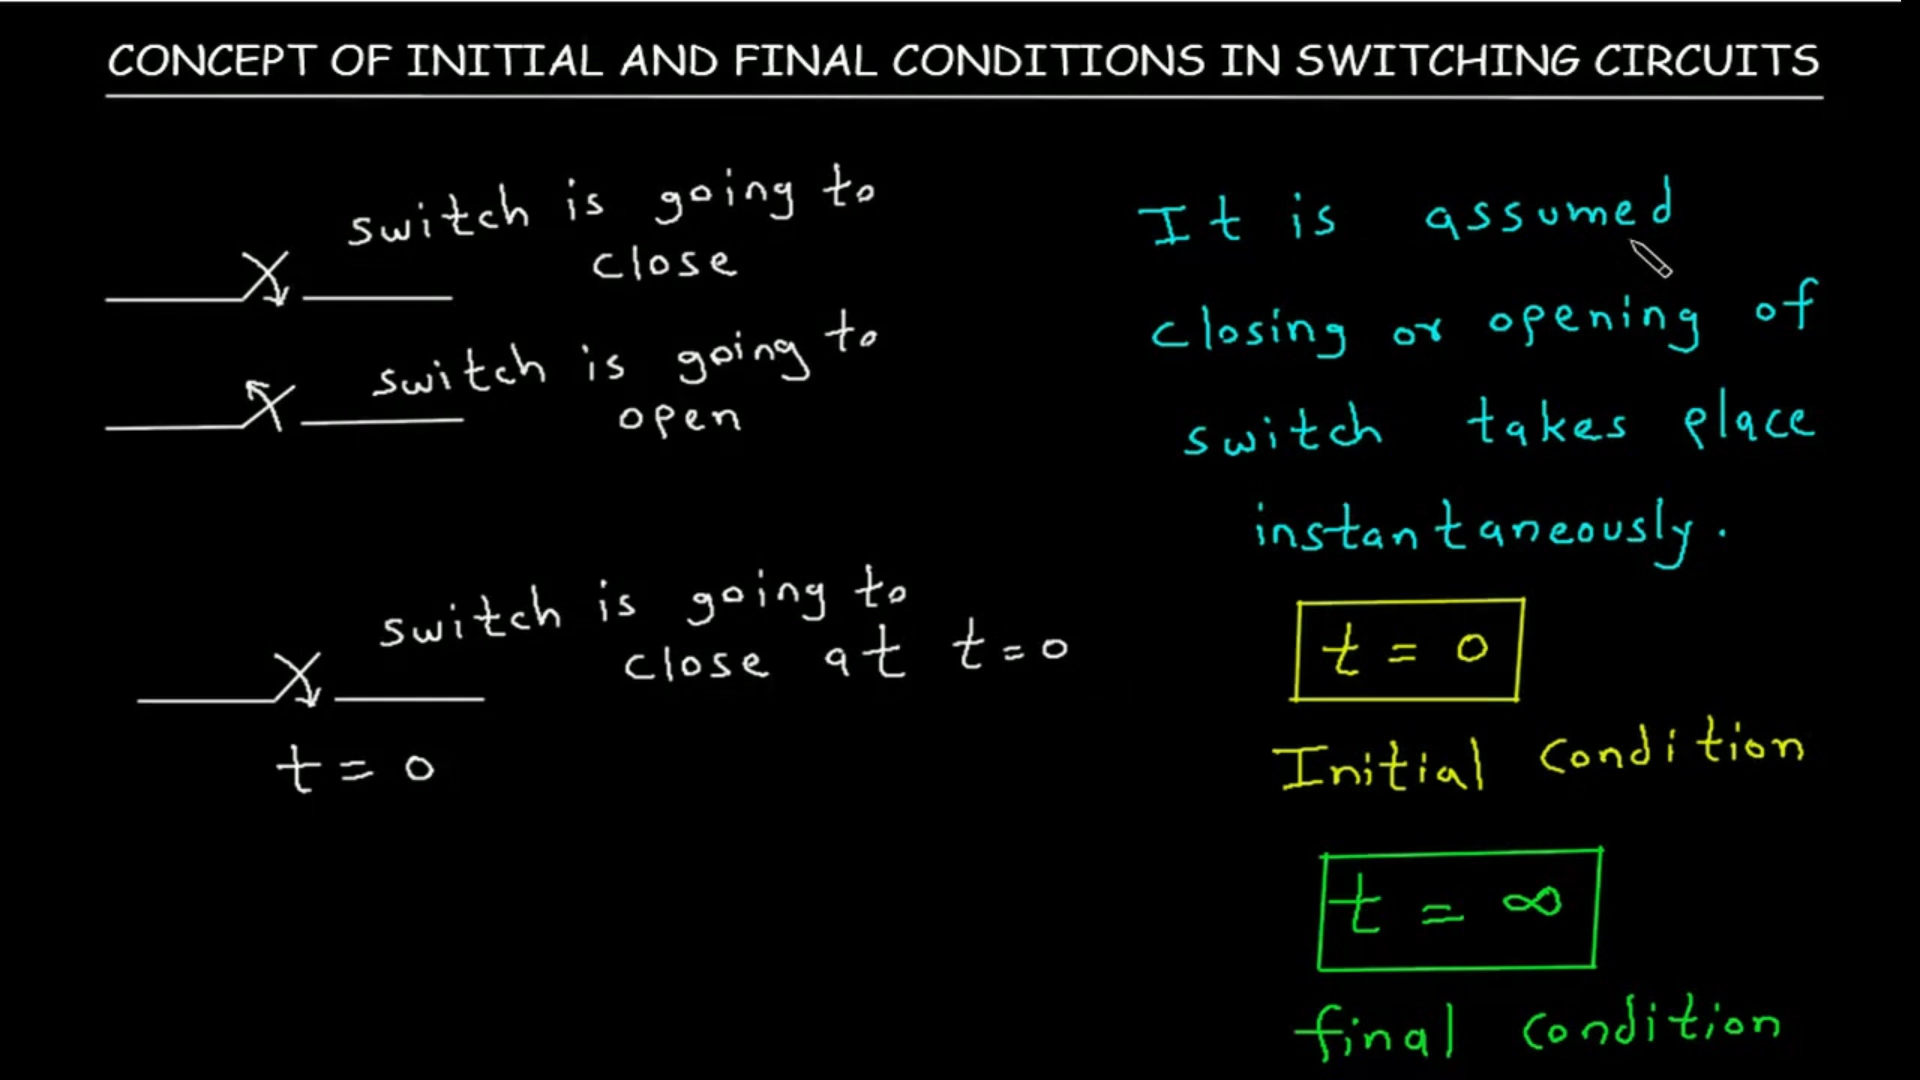 CONCEPT OF INITIAL AND FINAL CONDITIONS IN SWITCHING CIRCUITS
switch is going to
close
switch is going to
open
switch is going to
close at t=0
t = 0
It is assumed
closing or opening of
switch takes place
instantaneously.
t = 0
Initial condition
t = ∞
final condition